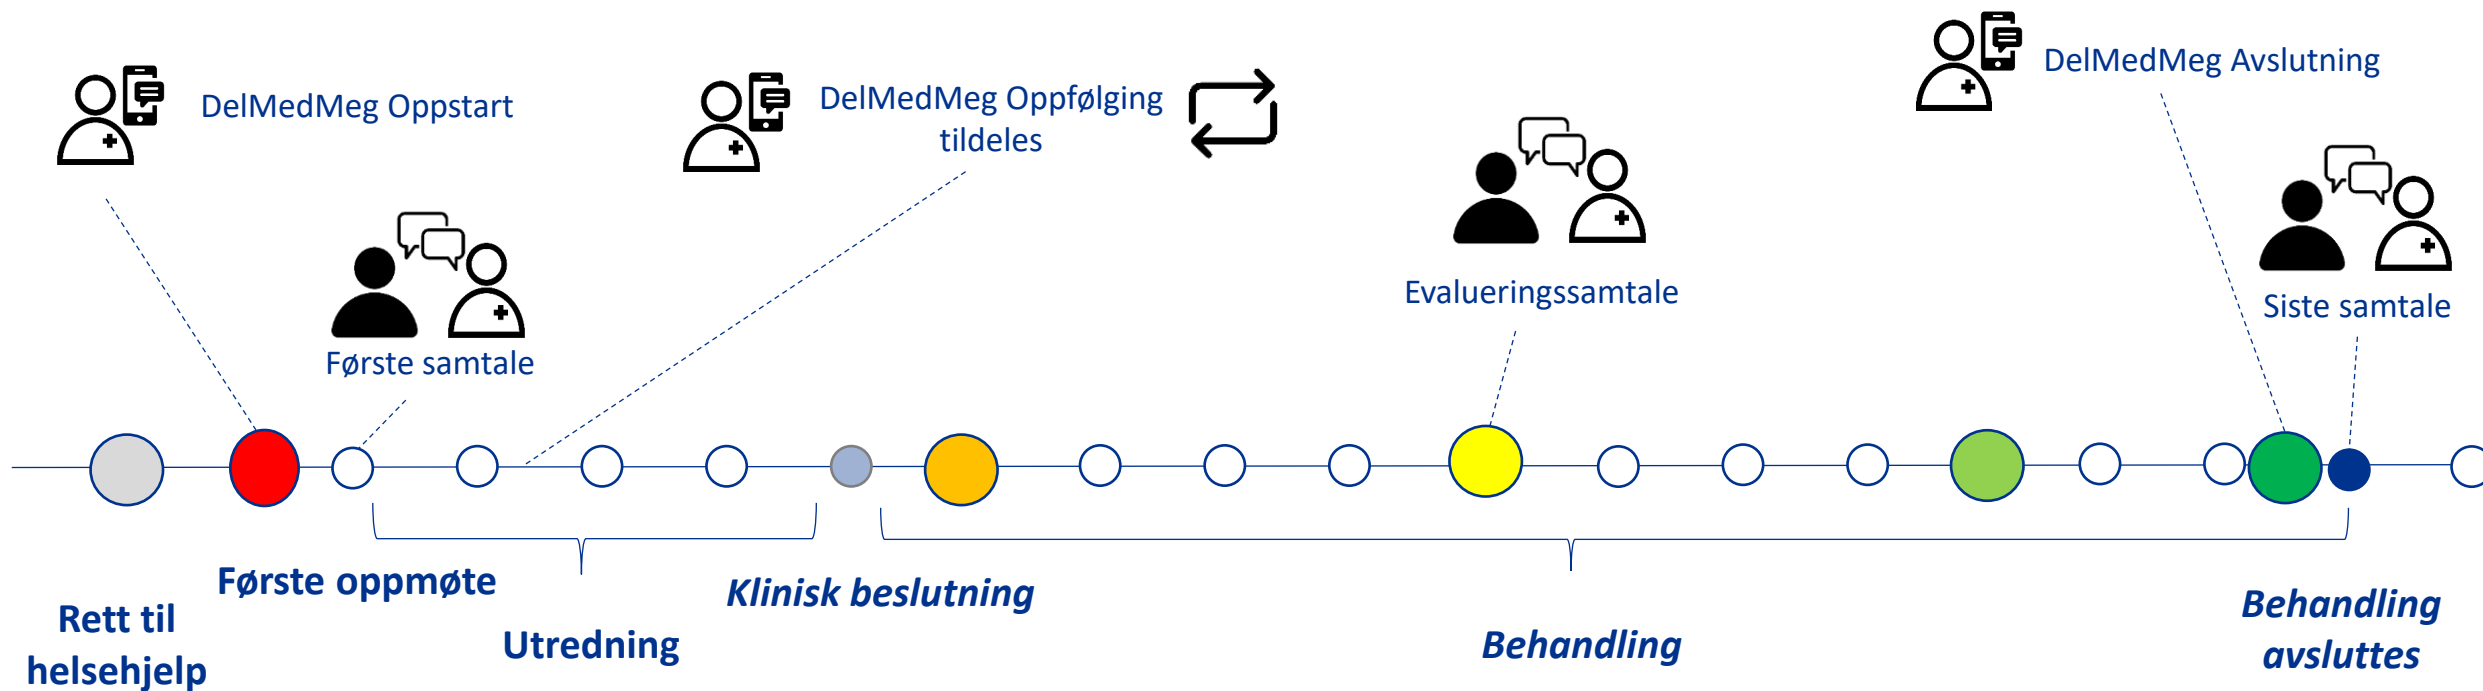 DelMedMeg Oppstart
DelMedMeg Oppfølging
tildeles
DelMedMeg Avslutning
Første samtale
Evalueringssamtale
Siste samtale
Rett til
helsehjelp
Første oppmøte
Utredning
Klinisk beslutning
Behandling
Behandling
avsluttes